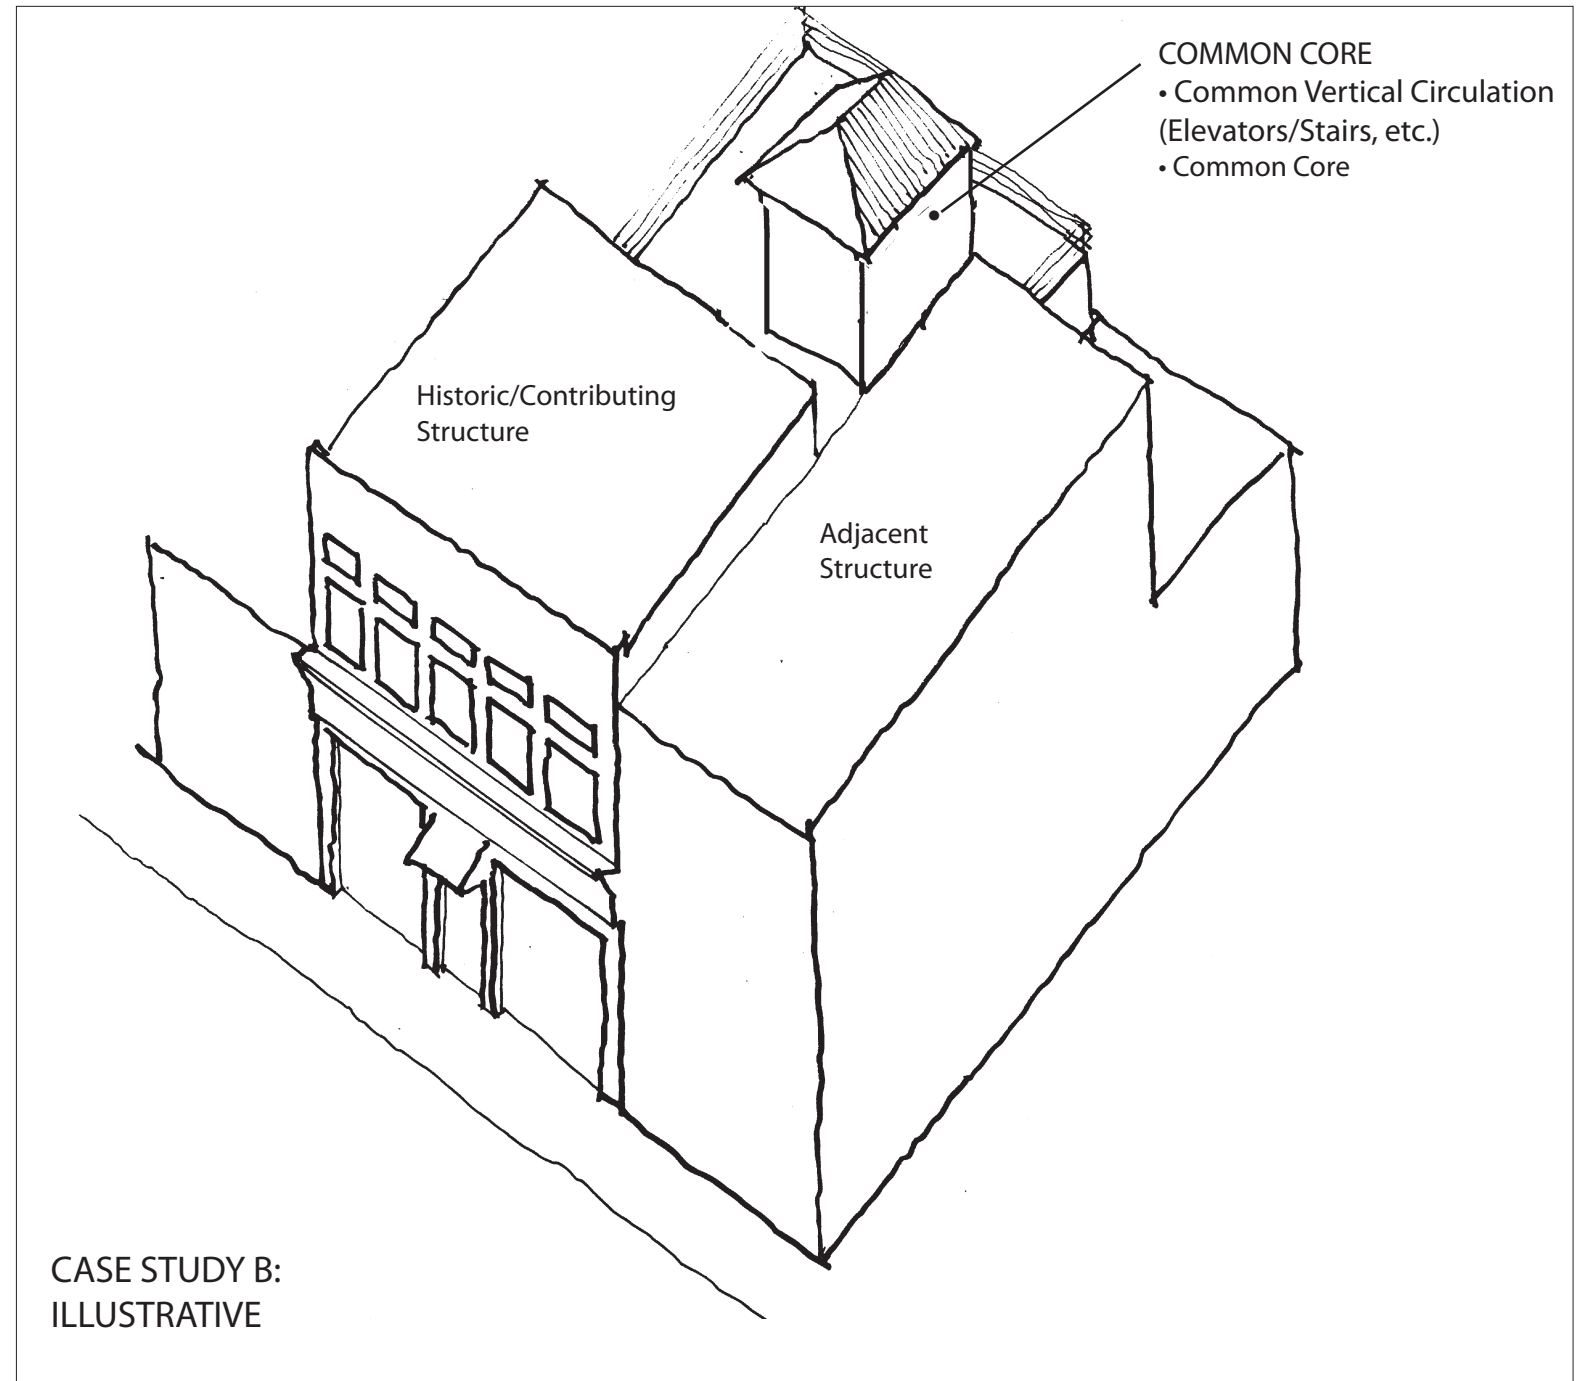 COMMON CORE
• Common Vertical Circulation
(Elevators/Stairs, etc.)
• Common Core
Historic/Contributing
Structure
Adjacent
Structure
CASE STUDY B:
ILLUSTRATIVE